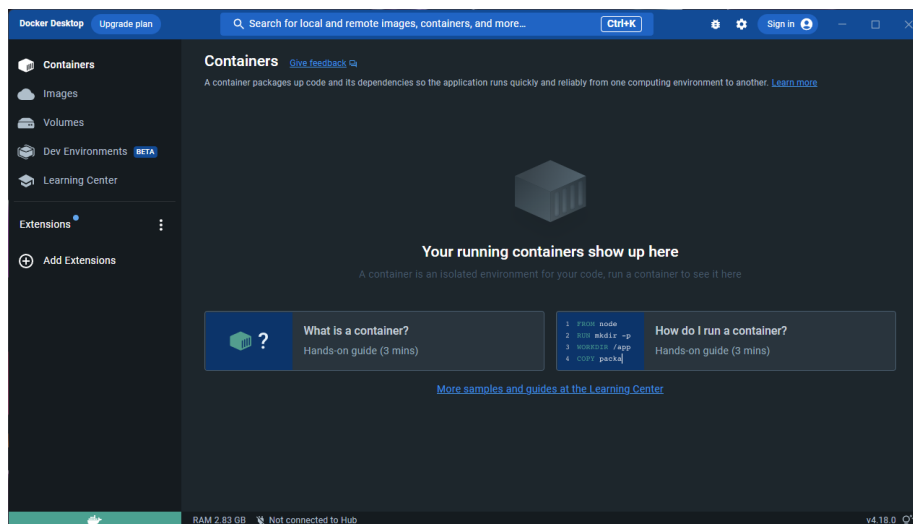 Docker Desktop Upgrade plan Search for local and remote images, containers, and more... Ctrl+K Sign in
Containers
Images
Volumes
Dev Environments BETA
Learning Center
Extensions
Add Extensions
Containers Give feedback
A container packages up code and its dependencies so the application runs quickly and reliably from one computing environment to another. Learn more
Your running containers show up here
A container is an isolated environment for your code, run a container to see it here
?
What is a container?
Hands-on guide (3 mins)
1 FROM node
2 RUN mkdir -p
3 WORKDIR /app
4 COPY packa
How do I run a container?
Hands-on guide (3 mins)
More samples and guides at the Learning Center
RAM 2.83 GB Not connected to Hub v4.18.0